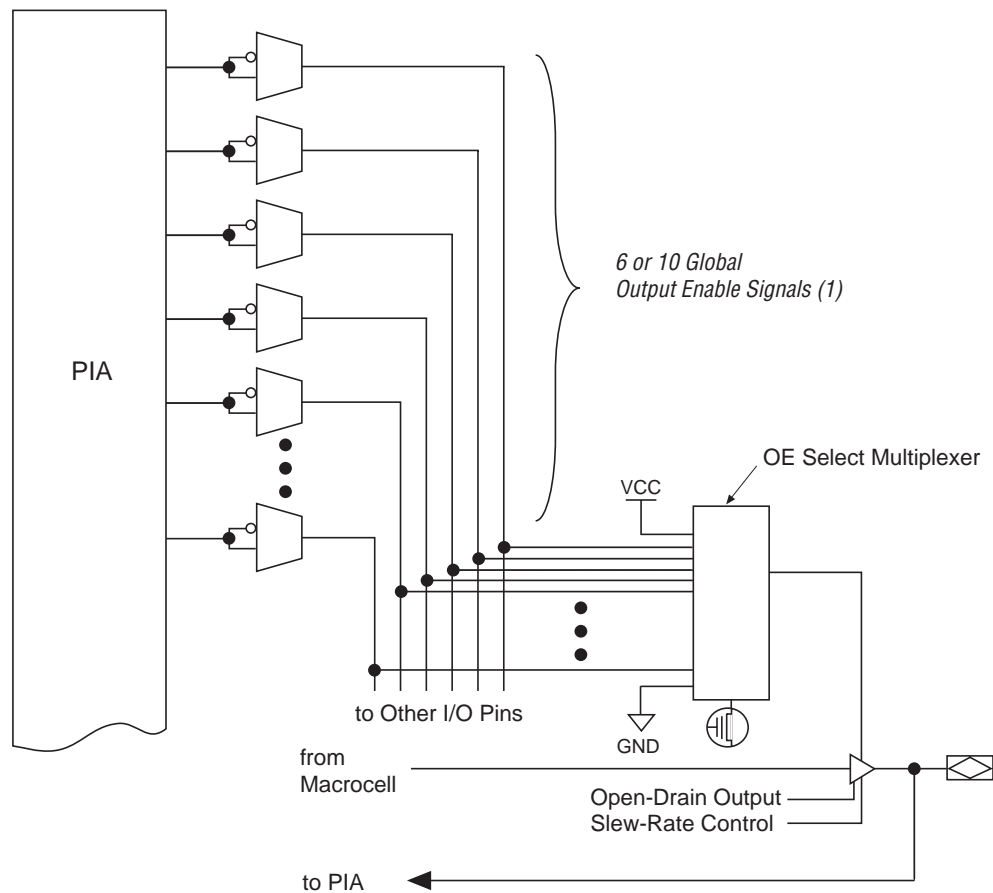 PIA
6 or 10 Global
Output Enable Signals (1)
OE Select Multiplexer
VCC
to Other I/O Pins
GND
from
Macrocell
Open-Drain Output
Slew-Rate Control
to PIA